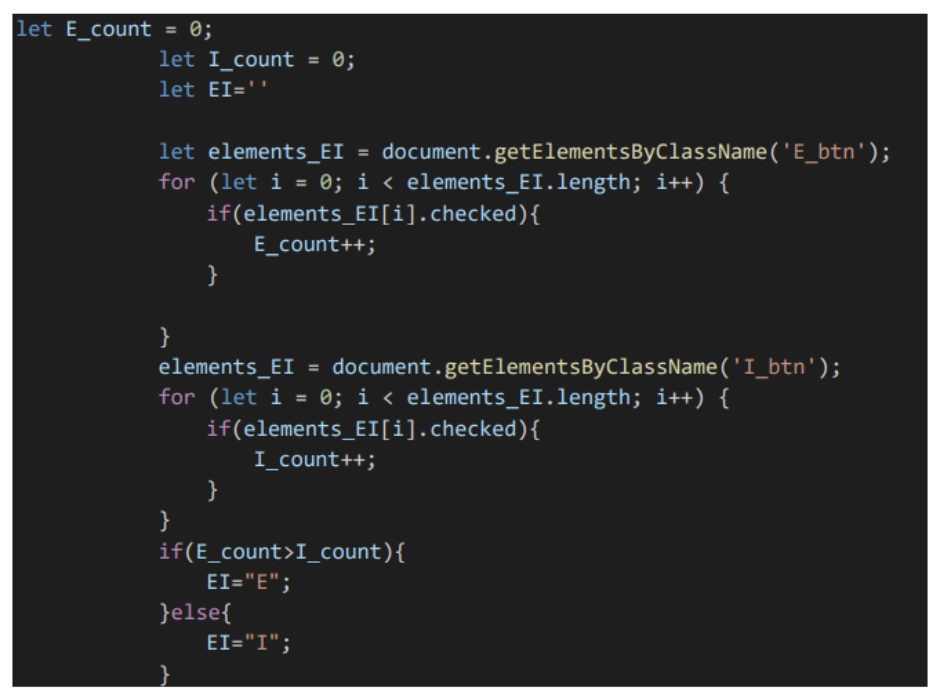 let E_count = 0;
let I_count = 0;
let EI=''
let elements_EI = document.getElementsByClassName('E_btn');
for (let i = 0; i < elements_EI.length; i++) {
if(elements_EI[i].checked){
E_count++;
}
}
elements_EI = document.getElementsByClassName('I_btn');
for (let i = 0; i < elements_EI.length; i++) {
if(elements_EI[i].checked){
I_count++;
}
}
if(E_count>I_count){
EI="E";
}else{
EI="I";
}